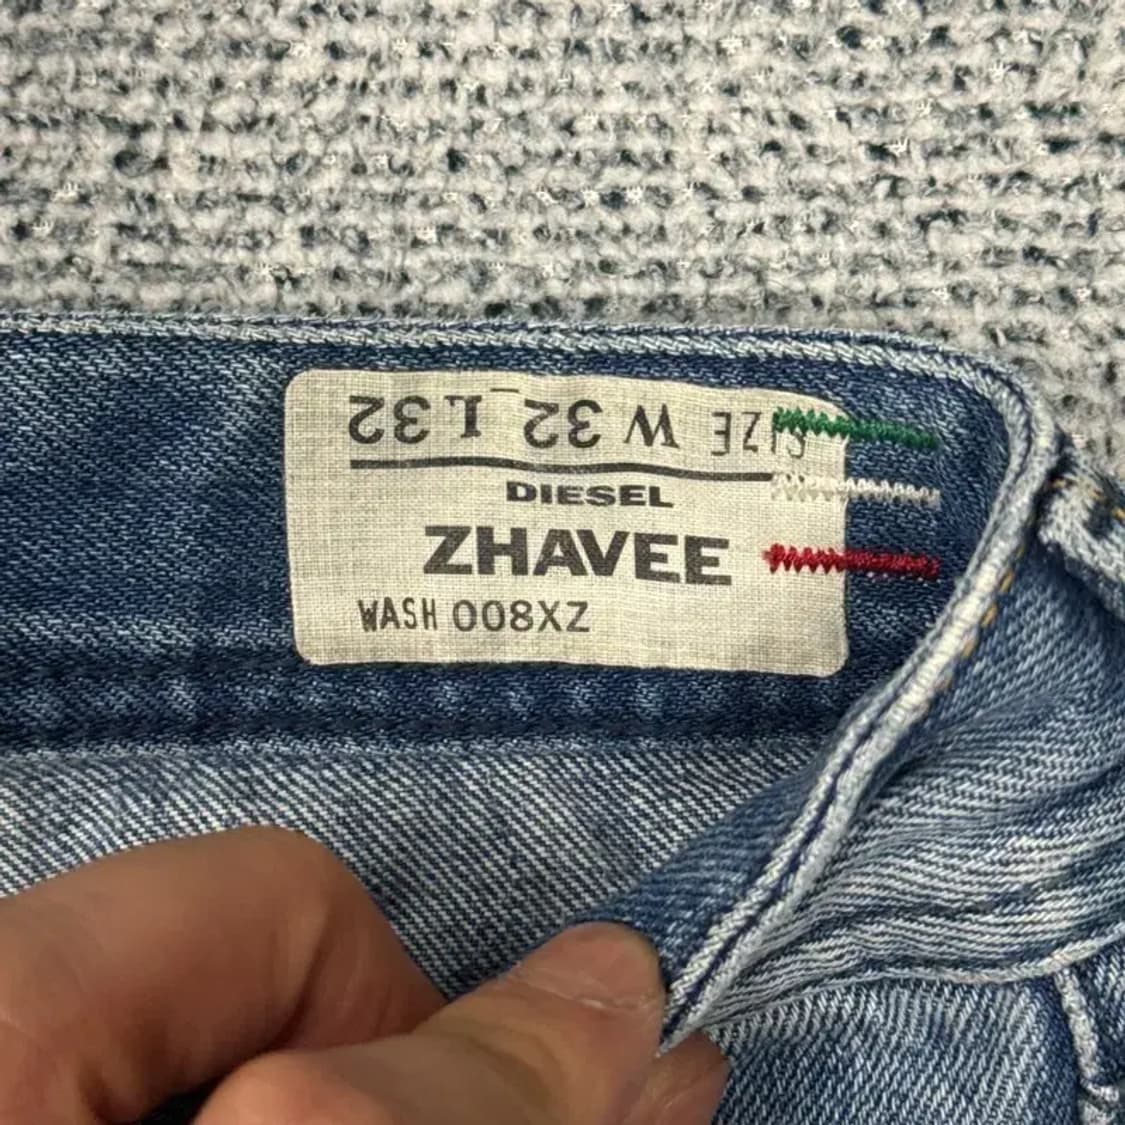 SIZE W 32 L 32
DIESEL
ZHAVEE
WASH 008XZ